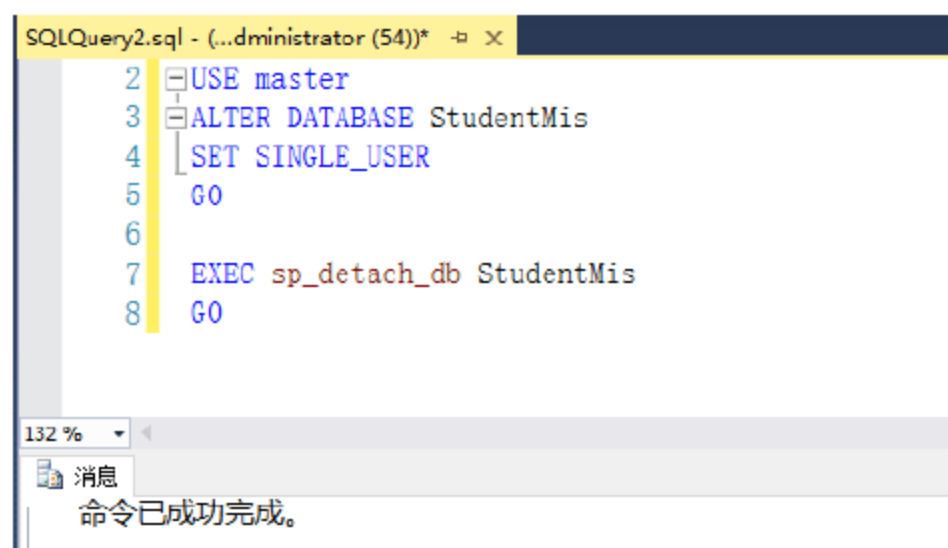 SQLQuery2.sql - (...dministrator (54))*
2 USE master
3 ALTER DATABASE StudentMis
4 SET SINGLE_USER
5 GO
6
7 EXEC sp_detach_db StudentMis
8 GO
132 %
消息
命令已成功完成。